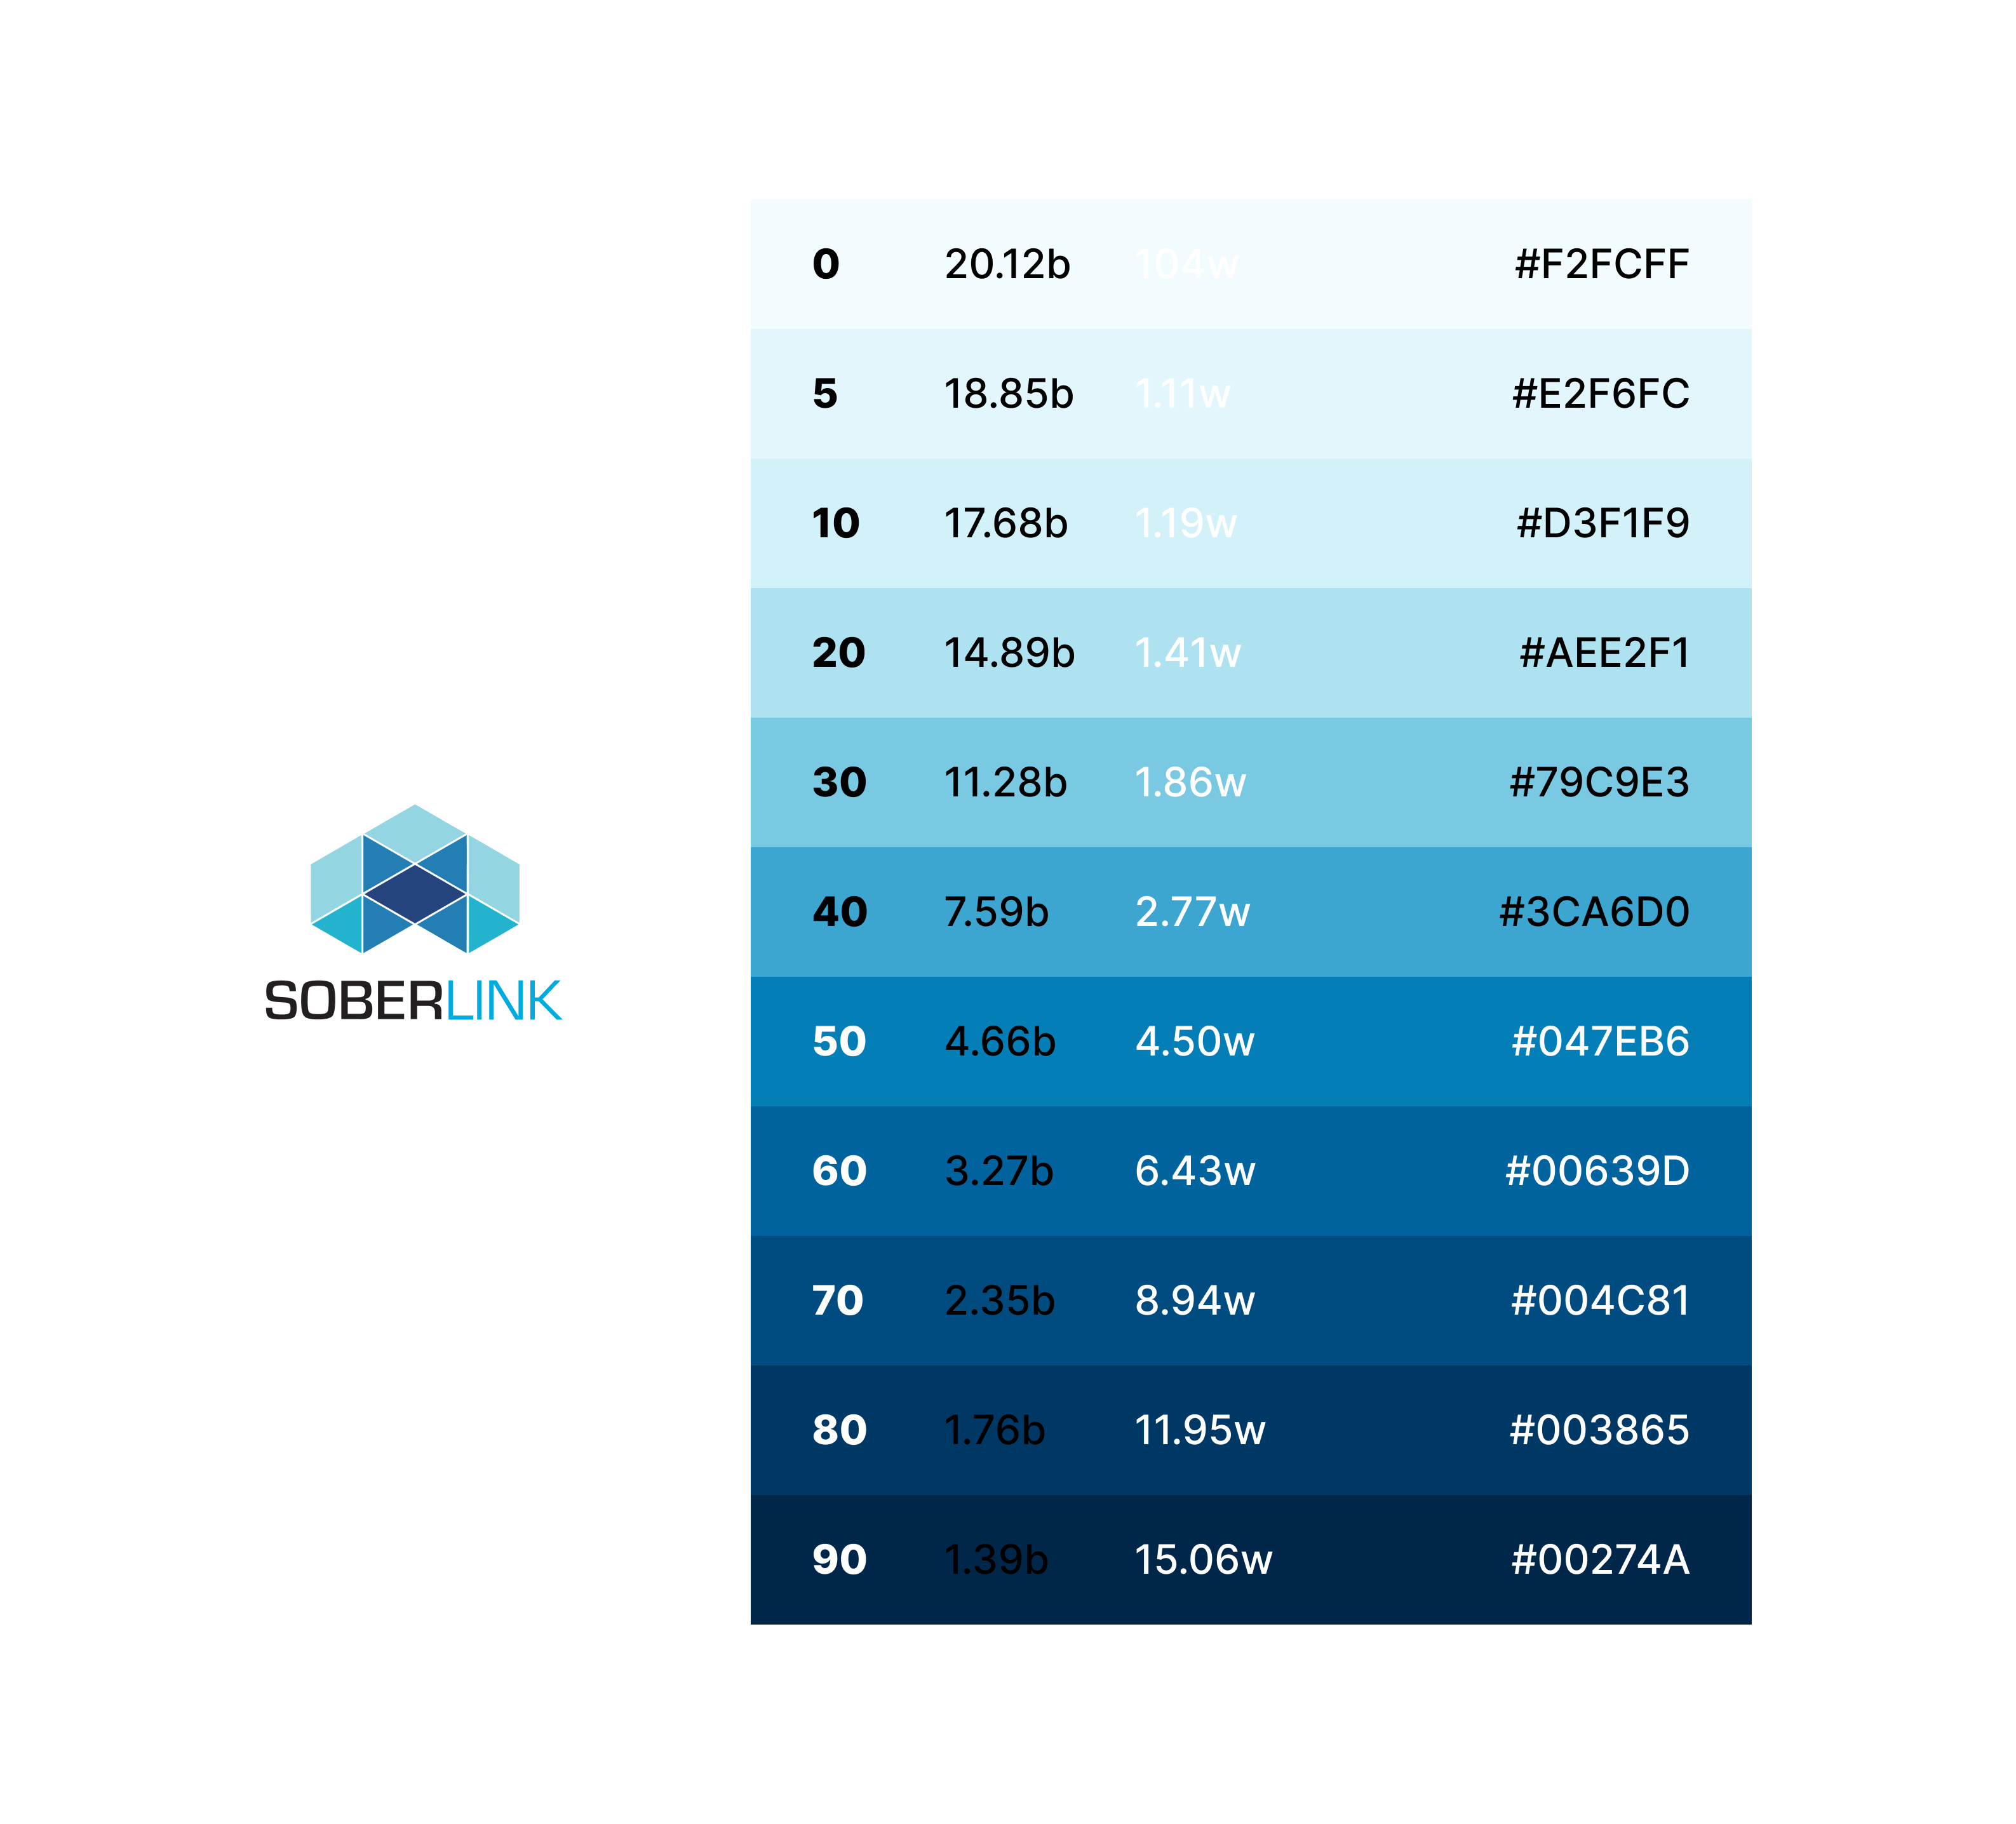 0 20.12b 104w #F2FCFF
5 18.85b 1.11w #E2F6FC
10 17.68b 1.19w #D3F1F9
20 14.89b 1.41w #AEE2F1
30 11.28b 1.86w #79C9E3
40 7.59b 2.77w #3CA6D0
SOBERLINK
50 4.66b 4.50w #047EB6
60 3.27b 6.43w #00639D
70 2.35b 8.94w #004C81
80 1.76b 11.95w #003865
90 1.39b 15.06w #00274A